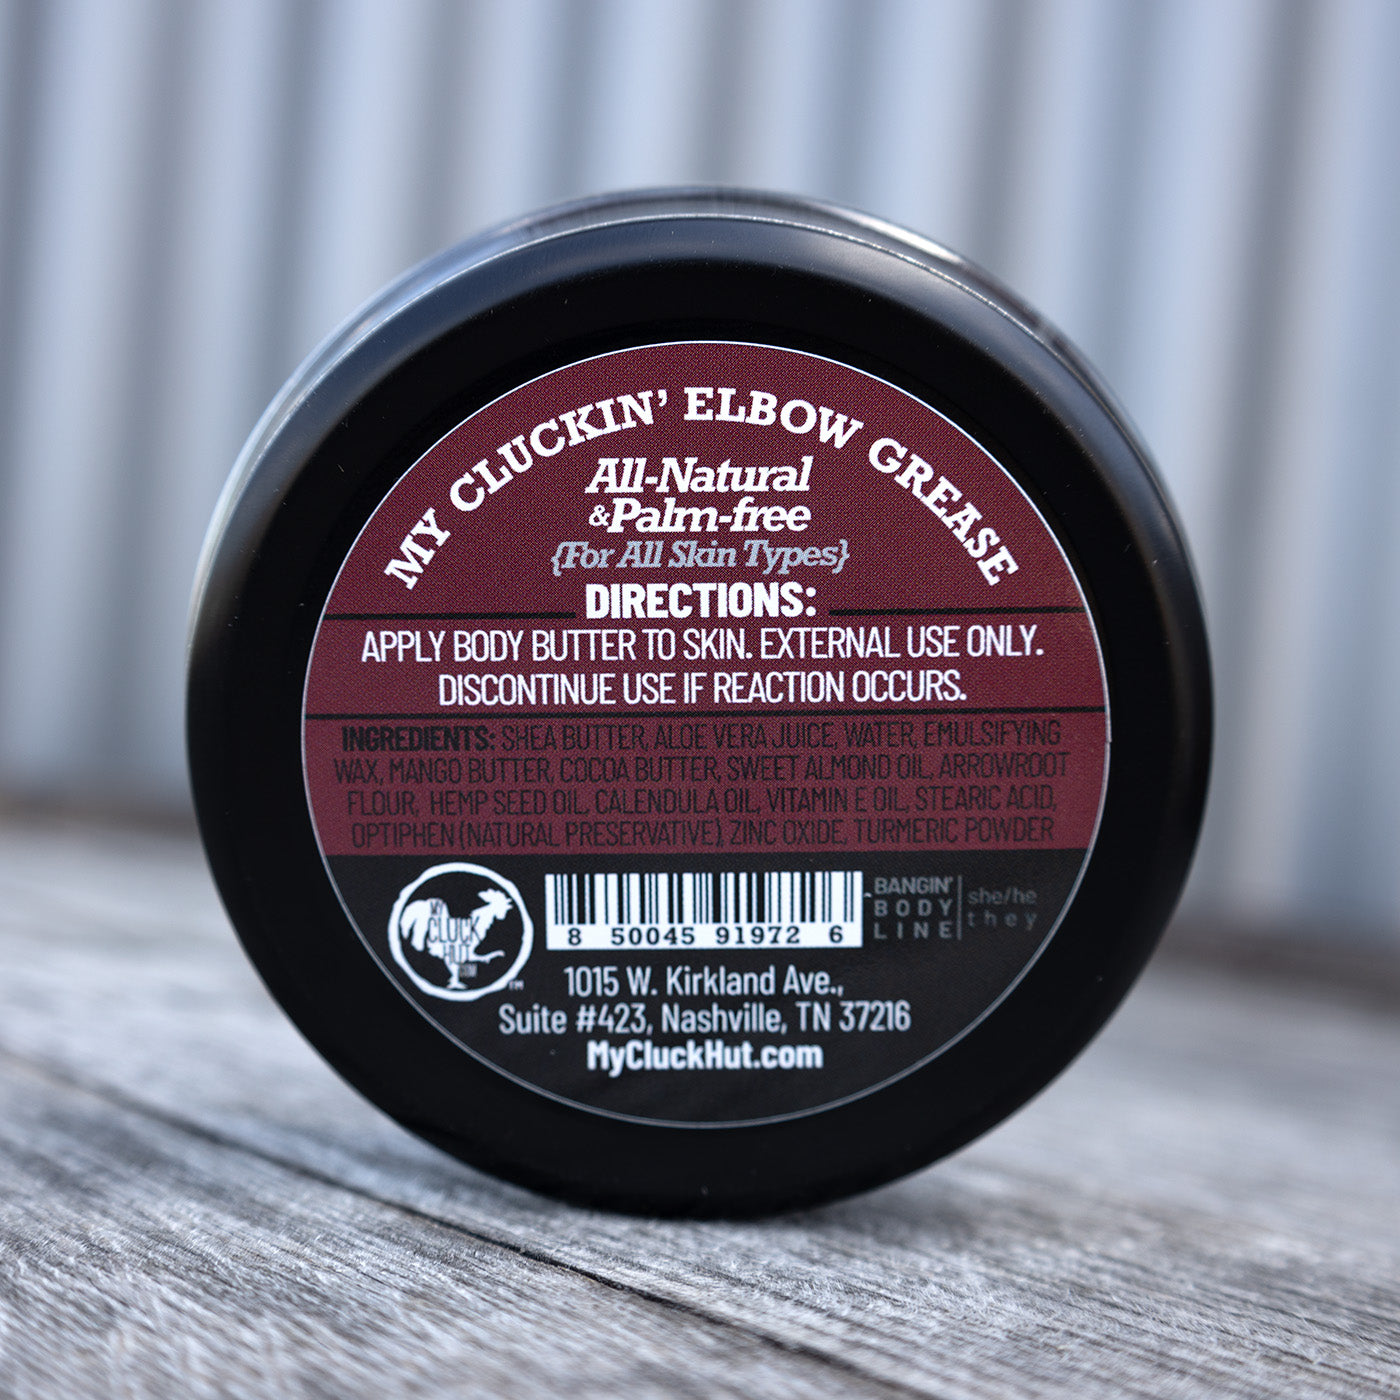 MY CLUCKIN' ELBOW GREASE
All-Natural
&Palm-free
{For All Skin Types}
DIRECTIONS:
APPLY BODY BUTTER TO SKIN. EXTERNAL USE ONLY.
DISCONTINUE USE IF REACTION OCCURS.
INGREDIENTS: SHEA BUTTER, ALOE VERA JUICE, WATER, EMULSIFYING
WAX, MANGO BUTTER, COCOA BUTTER, SWEET ALMOND OIL, ARROWROOT
FLOUR, HEMP SEED OIL, CALENDULA OIL, VITAMIN E OIL, STEARIC ACID,
OPTIPHEN (NATURAL PRESERVATIVE), ZINC OXIDE, TURMERIC POWDER
MY
CLUCK
HUT
.COM
TM
8 50045 91972 6
BANGIN'
BODY
LINE
she/he
they
1015 W. Kirkland Ave.,
Suite #423, Nashville, TN 37216
MyCluckHut.com